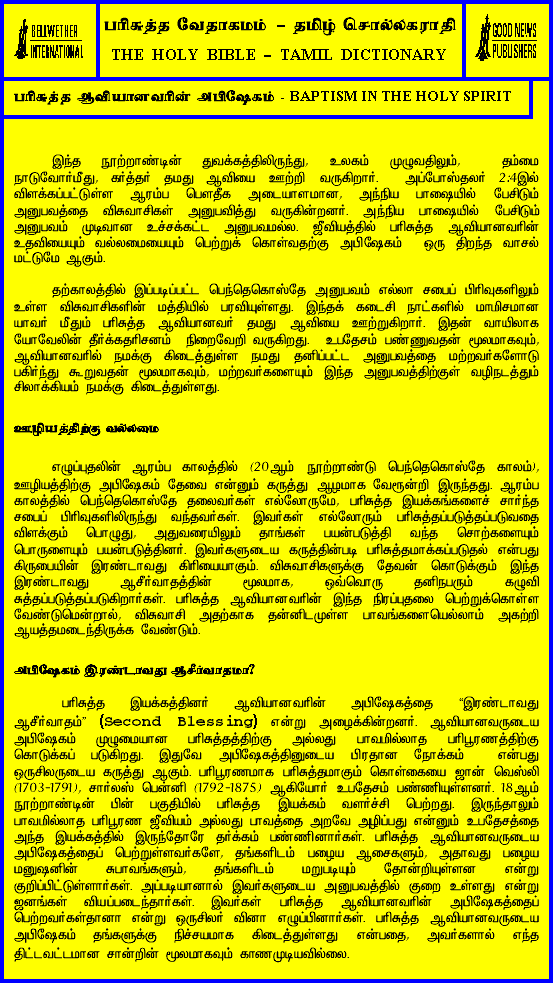 BELLWETHER
INTERNATIONAL
பரிசுத்த வேதாகமம் – தமிழ் சொல்லகராதி
THE HOLY BIBLE – TAMIL DICTIONARY
GOOD NEWS
PUBLISHERS
பரிசுத்த ஆவியானவரின் அபிஷேகம் - BAPTISM IN THE HOLY SPIRIT
இந்த நூற்றாண்டின் துவக்கத்திலிருந்து, உலகம் முழுவதிலும், தம்மை
நாடுவோர்மீது, கர்த்தர் தமது ஆவியை ஊற்றி வருகிறார். அப்போஸ்தலர் 2:4இல்
விளக்கப்பட்டுள்ள ஆரம்ப பௌதீக அடையாளமான, அந்நிய பாஷையில் பேசிடும்
அனுபவத்தை விசுவாசிகள் அனுபவித்து வருகின்றனர். அந்நிய பாஷையில் பேசிடும்
அனுபவம் முடிவான உச்சக்கட்ட அனுபவமல்ல. ஜீவியத்தில் பரிசுத்த ஆவியானவரின்
உதவியையும் வல்லமையையும் பெற்றுக் கொள்வதற்கு அபிஷேகம் ஒரு திறந்த வாசல்
மட்டுமே ஆகும்.
தற்காலத்தில் இப்படிப்பட்ட பெந்தெகொஸ்தே அனுபவம் எல்லா சபைப் பிரிவுகளிலும்
உள்ள விசுவாசிகளின் மத்தியில் பரவியுள்ளது. இந்தக் கடைசி நாட்களில் மாமிசமான
யாவர் மீதும் பரிசுத்த ஆவியானவர் தமது ஆவியை ஊற்றுகிறார். இதன் வாயிலாக
யோவேலின் தீர்க்கதரிசனம் நிறைவேறி வருகிறது. உபதேசம் பண்ணுவதன் மூலமாகவும்,
ஆவியானவரில் நமக்கு கிடைத்துள்ள நமது தனிப்பட்ட அனுபவத்தை மற்றவர்களோடு
பகிர்ந்து கூறுவதன் மூலமாகவும், மற்றவர்களையும் இந்த அனுபவத்திற்குள் வழிநடத்தும்
சிலாக்கியம் நமக்கு கிடைத்துள்ளது.
ஊழியத்திற்கு வல்லமை
எழுப்புதலின் ஆரம்ப காலத்தில் (20ஆம் நூற்றாண்டு பெந்தெகொஸ்தே காலம்),
ஊழியத்திற்கு அபிஷேகம் தேவை என்னும் கருத்து ஆழமாக வேரூன்றி இருந்தது. ஆரம்ப
காலத்தில் பெந்தெகொஸ்தே தலைவர்கள் எல்லோருமே, பரிசுத்த இயக்கங்களைச் சார்ந்த
சபைப் பிரிவுகளிலிருந்து வந்தவர்கள். இவர்கள் எல்லோரும் பரிசுத்தப்படுத்தப்படுவதை
விளக்கும் பொழுது, அதுவரையிலும் தாங்கள் பயன்படுத்தி வந்த சொற்களையும்
பொருளையும் பயன்படுத்தினர். இவர்களுடைய கருத்தின்படி பரிசுத்தமாக்கப்படுதல் என்பது
கிருபையின் இரண்டாவது கிரியையாகும். விசுவாசிகளுக்கு தேவன் கொடுக்கும் இந்த
இரண்டாவது ஆசீர்வாதத்தின் மூலமாக, ஒவ்வொரு தனிநபரும் கழுவி
சுத்தப்படுத்தப்படுகிறார்கள். பரிசுத்த ஆவியானவரின் இந்த நிரப்புதலை பெற்றுக்கொள்ள
வேண்டுமென்றால், விசுவாசி அதற்காக தன்னிடமுள்ள பாவங்களையெல்லாம் அகற்றி
ஆயத்தமடைந்திருக்க வேண்டும்.
அபிஷேகம் இரண்டாவது ஆசீர்வாதமா?
பரிசுத்த இயக்கத்தினர் ஆவியானவரின் அபிஷேகத்தை “இரண்டாவது
ஆசீர்வாதம்” (Second Blessing) என்று அழைக்கின்றனர். ஆவியானவருடைய
அபிஷேகம் முழுமையான பரிசுத்தத்திற்கு அல்லது பாவமில்லாத பரிபூரணத்திற்கு
கொடுக்கப் படுகிறது. இதுவே அபிஷேகத்தினுடைய பிரதான நோக்கம் என்பது
ஒருசிலருடைய கருத்து ஆகும். பரிபூரணமாக பரிசுத்தமாகும் கொள்கையை ஜான் வெஸ்லி
(1703-1791), சார்லஸ் பென்னி (1792-1875) ஆகியோர் உபதேசம் பண்ணியுள்ளனர். 18ஆம்
நூற்றாண்டின் பின் பகுதியில் பரிசுத்த இயக்கம் வளர்ச்சி பெற்றது. இருந்தாலும்
பாவமில்லாத பரிபூரண ஜீவியம் அல்லது பாவத்தை அறவே அழிப்பது என்னும் உபதேசத்தை
அந்த இயக்கத்தில் இருந்தோரே தர்க்கம் பண்ணினார்கள். பரிசுத்த ஆவியானவருடைய
அபிஷேகத்தைப் பெற்றுள்ளவர்களே, தங்களிடம் பழைய ஆசைகளும், அதாவது பழைய
மனுஷனின் சுபாவங்களும், தங்களிடம் மறுபடியும் தோன்றியுள்ளன என்று
குறிப்பிட்டுள்ளார்கள். அப்படியானால் இவர்களுடைய அனுபவத்தில் குறை உள்ளது என்று
ஜனங்கள் வியப்படைந்தார்கள். இவர்கள் பரிசுத்த ஆவியானவரின் அபிஷேகத்தைப்
பெற்றவர்கள்தானா என்று ஒருசிலர் வினா எழுப்பினார்கள். பரிசுத்த ஆவியானவருடைய
அபிஷேகம் தங்களுக்கு நிச்சயமாக கிடைத்துள்ளது என்பதை, அவர்களால் எந்த
திட்டவட்டமான சான்றின் மூலமாகவும் காணமுடியவில்லை.